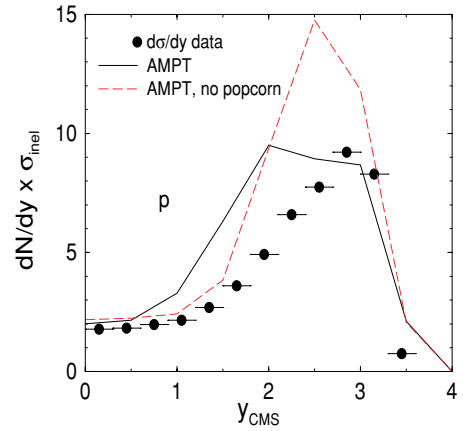 15
dσ/dy data
AMPT
AMPT, no popcorn
10
p
5
0
0 1 2 3 4
dN/dy x σinel
yCMS